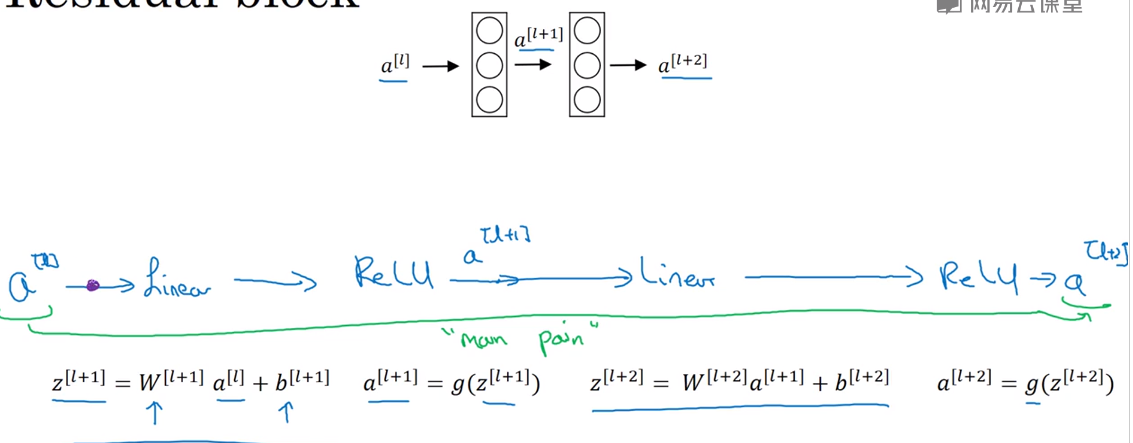 Residual block
网易云课堂
a^[l] → a^[l+1] → a^[l+2]
a^[l] → Linear → ReLU a^[l+1] → Linear → ReLU → a^[l+2]
"main pain"
z^[l+1] = W^[l+1] a^[l] + b^[l+1] a^[l+1] = g(z^[l+1]) z^[l+2] = W^[l+2]a^[l+1] + b^[l+2] a^[l+2] = g(z^[l+2])